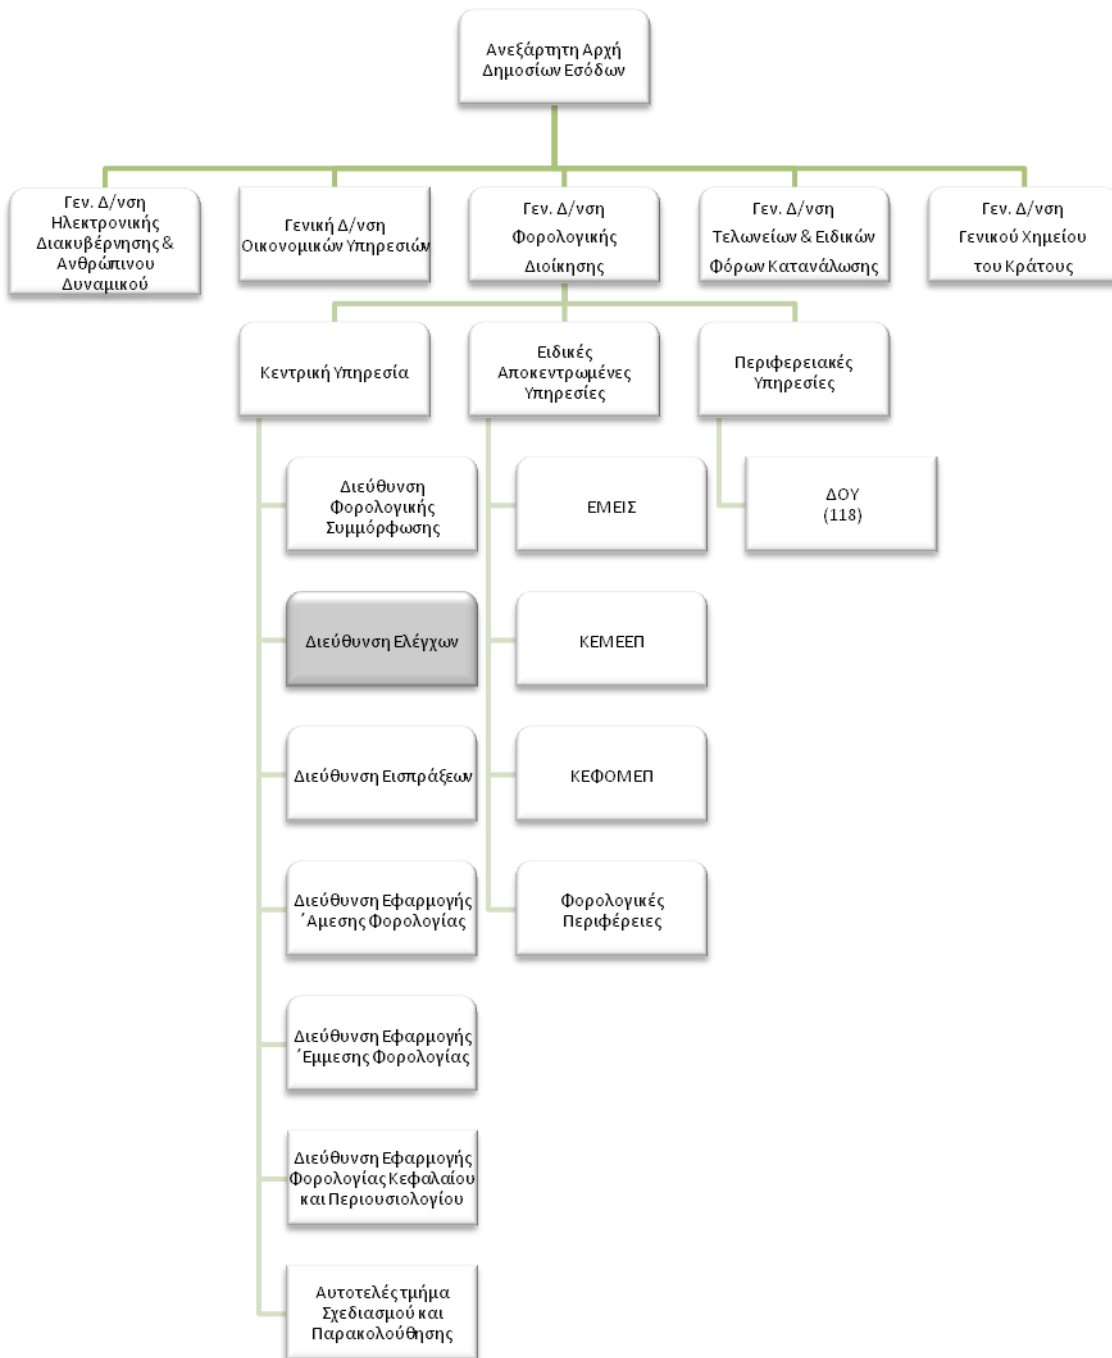 Ανεξάρτητη Αρχή
Δημοσίων Εσόδων
Γεν. Δ/νση
Ηλεκτρονικής
Διακυβέρνησης &
Ανθρώπινου
Δυναμικού
Γενική Δ/νση
Οικονομικών Υπηρεσιών
Γεν. Δ/νση
Φορολογικής
Διοίκησης
Γεν. Δ/νση
Τελωνείων & Ειδικών
Φόρων Κατανάλωσης
Γεν. Δ/νση
Γενικού Χημείου
του Κράτους
Κεντρική Υπηρεσία
Ειδικές
Αποκεντρωμένες
Υπηρεσίες
Περιφερειακές
Υπηρεσίες
Διεύθυνση
Φορολογικής
Συμμόρφωσης
ΕΜΕΙΣ
ΔΟΥ
(118)
Διεύθυνση Ελέγχων
ΚΕΜΕΕΠ
Διεύθυνση Εισπράξεων
ΚΕΦΟΜΕΠ
Διεύθυνση Εφαρμογής
΄Αμεσης Φορολογίας
Φορολογικές
Περιφέρειες
Διεύθυνση Εφαρμογής
΄Εμμεσης Φορολογίας
Διεύθυνση Εφαρμογής
Φορολογίας Κεφαλαίου
και Περιουσιολογίου
Αυτοτελές τμήμα
Σχεδιασμού και
Παρακολούθησης